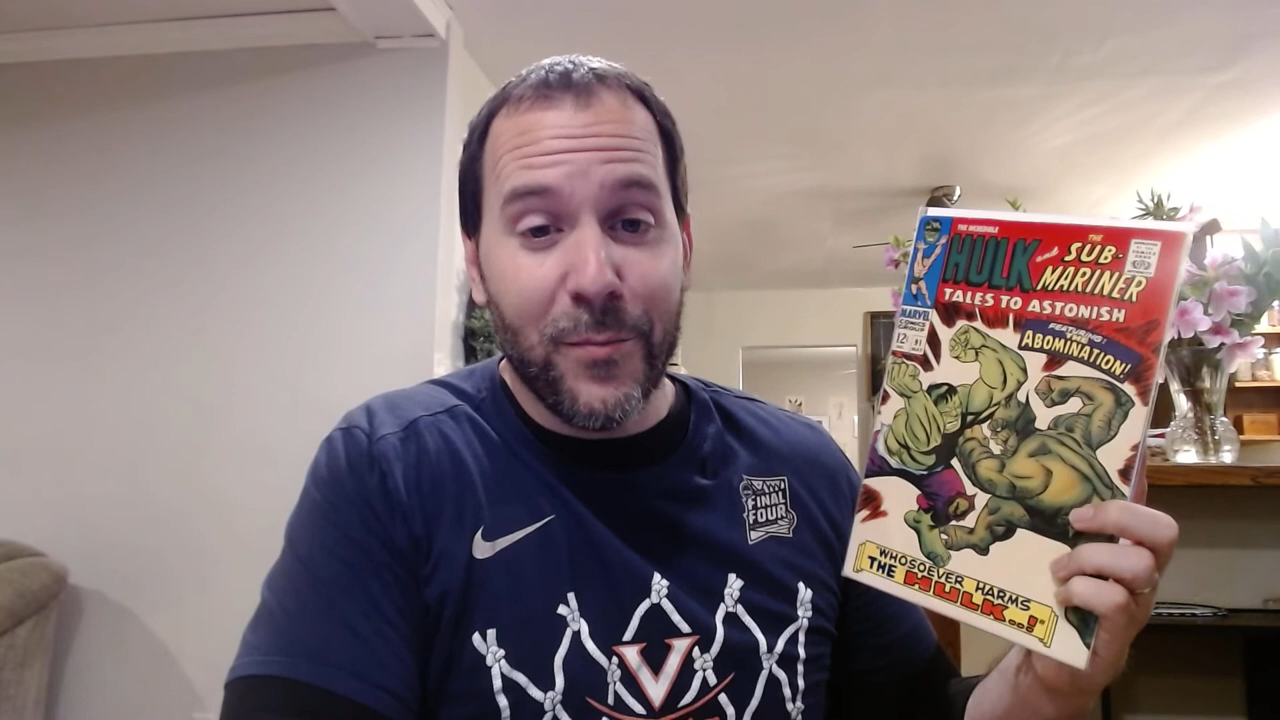 THE INCREDIBLE
HULK and THE SUB-MARINER
TALES TO ASTONISH
MARVEL
COMICS
GROUP
12¢ 91
MAY
FEATURING!
THE
ABOMINATION!
"WHOSOEVER HARMS
THE HULK..!"
FINAL
FOUR
V